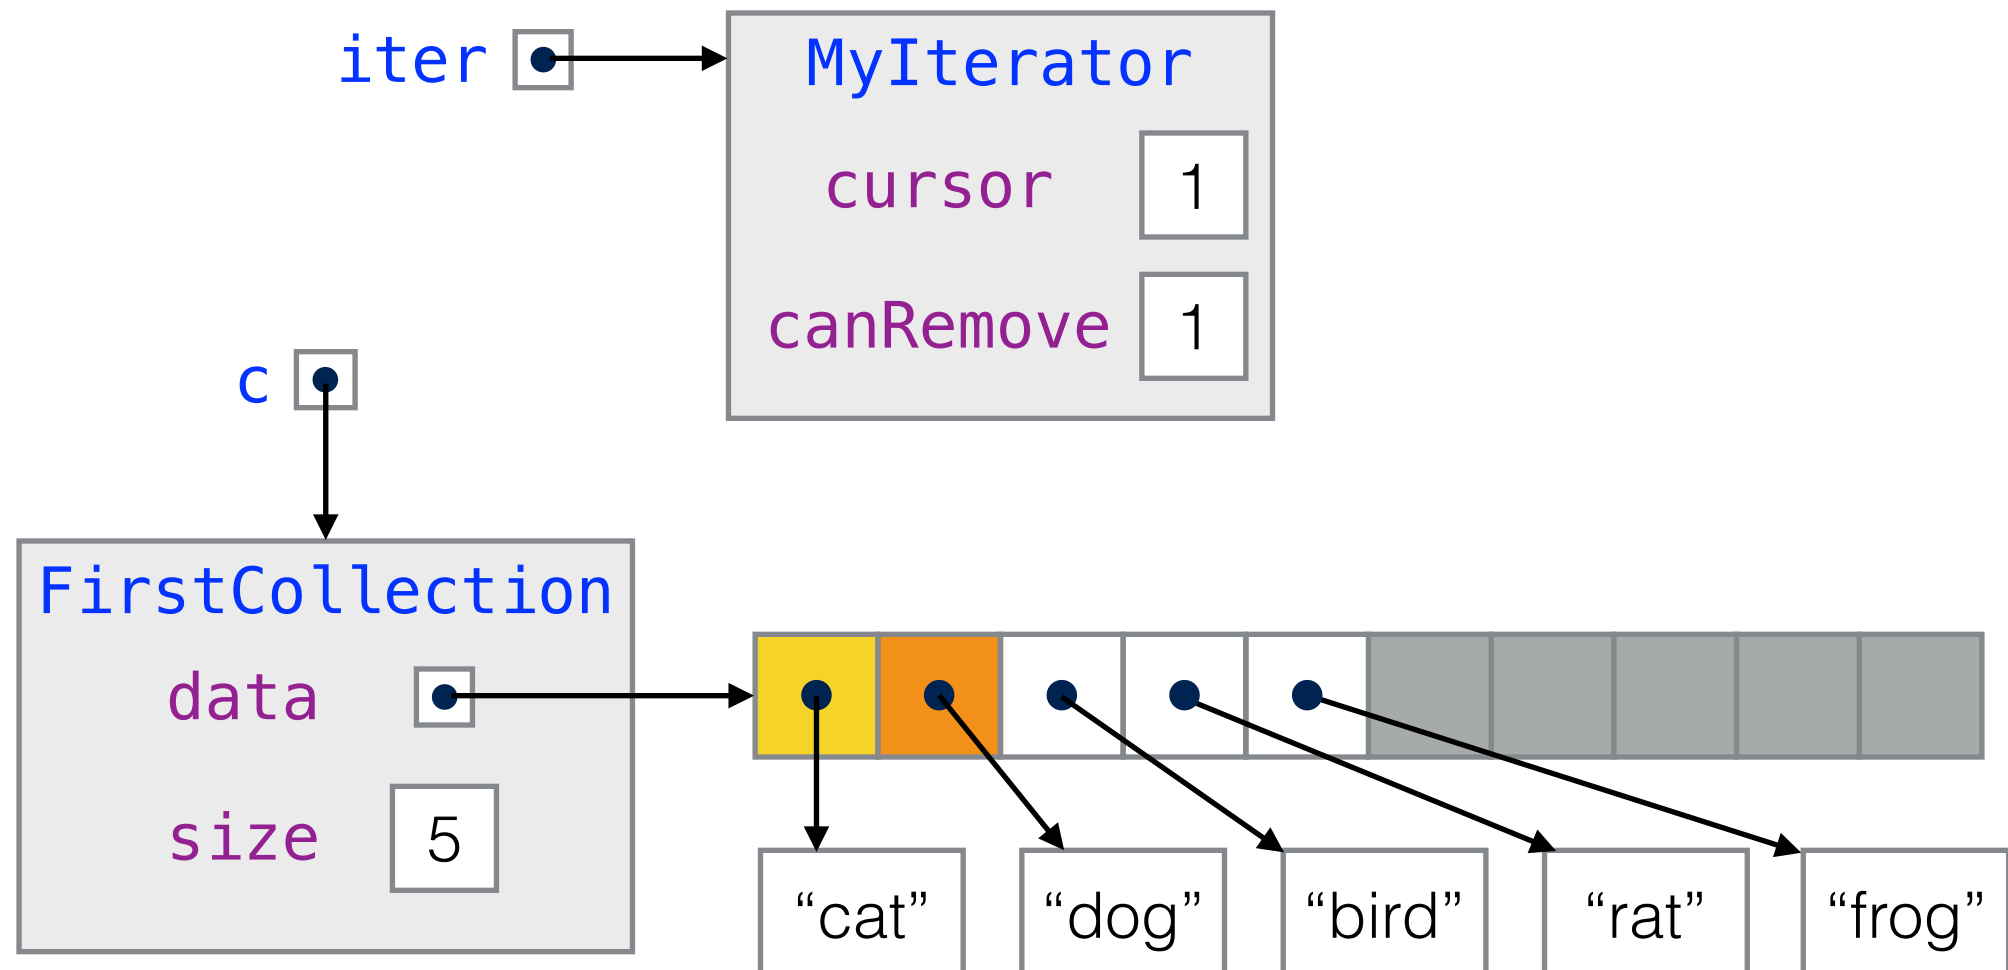 iter
MyIterator
cursor 1
canRemove 1
c
FirstCollection
data
size 5
“cat” “dog” “bird” “rat” “frog”